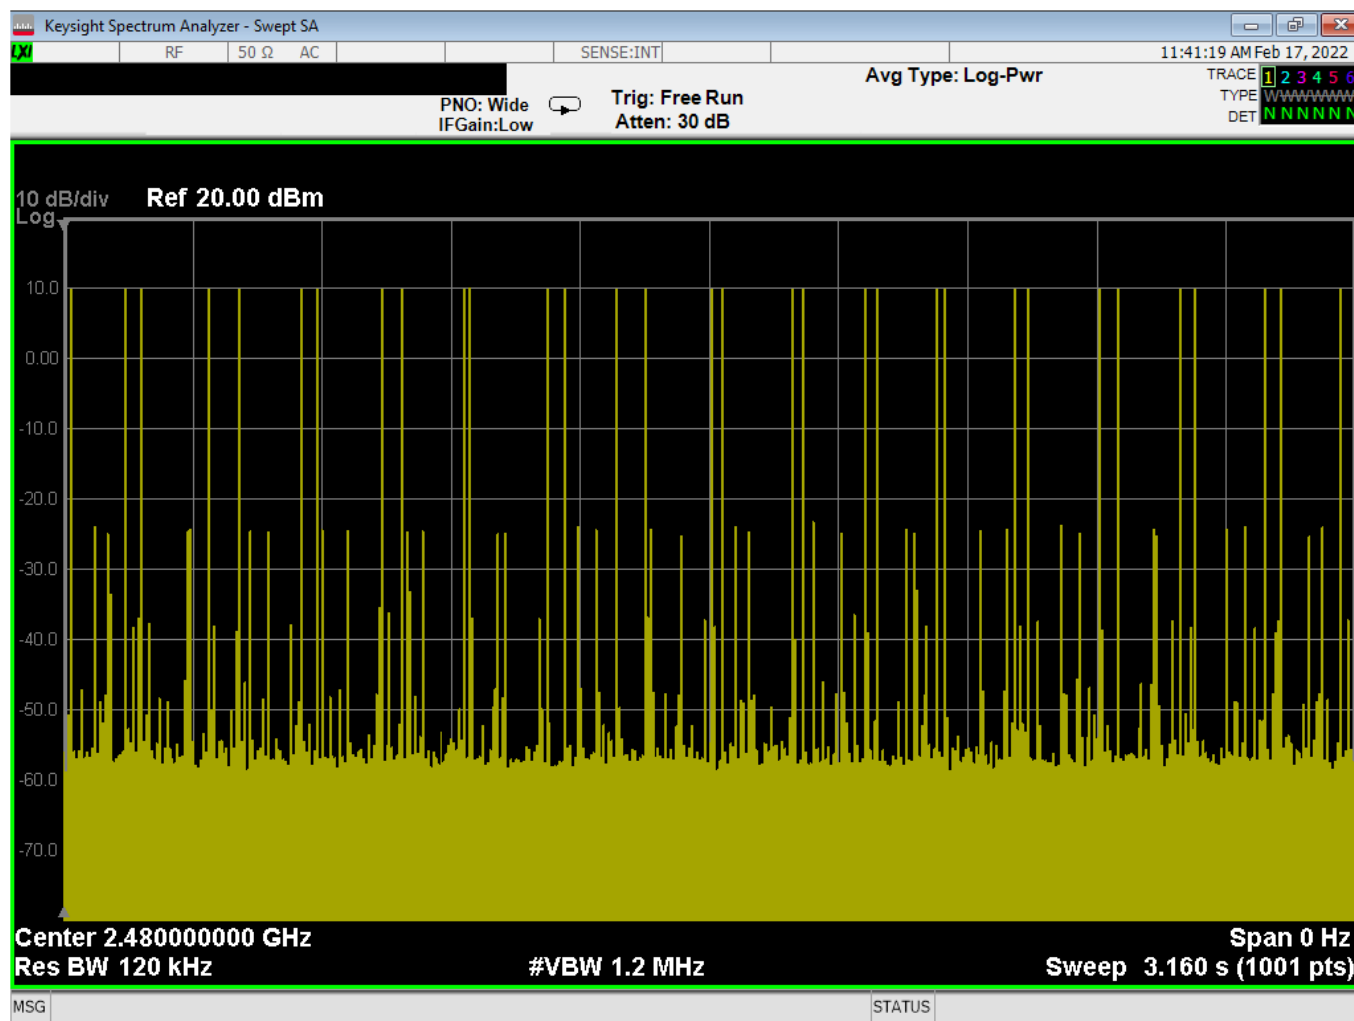 Keysight Spectrum Analyzer - Swept SA
LXI RF 50 Ω AC SENSE:INT 11:41:19 AM Feb 17, 2022
Avg Type: Log-Pwr TRACE 1 2 3 4 5 6
PNO: Wide Trig: Free Run TYPE WWWWWWW
IFGain:Low Atten: 30 dB DET N N N N N N
10 dB/div Ref 20.00 dBm
Log
10.0
0.00
-10.0
-20.0
-30.0
-40.0
-50.0
-60.0
-70.0
Center 2.480000000 GHz Span 0 Hz
Res BW 120 kHz #VBW 1.2 MHz Sweep 3.160 s (1001 pts)
MSG STATUS